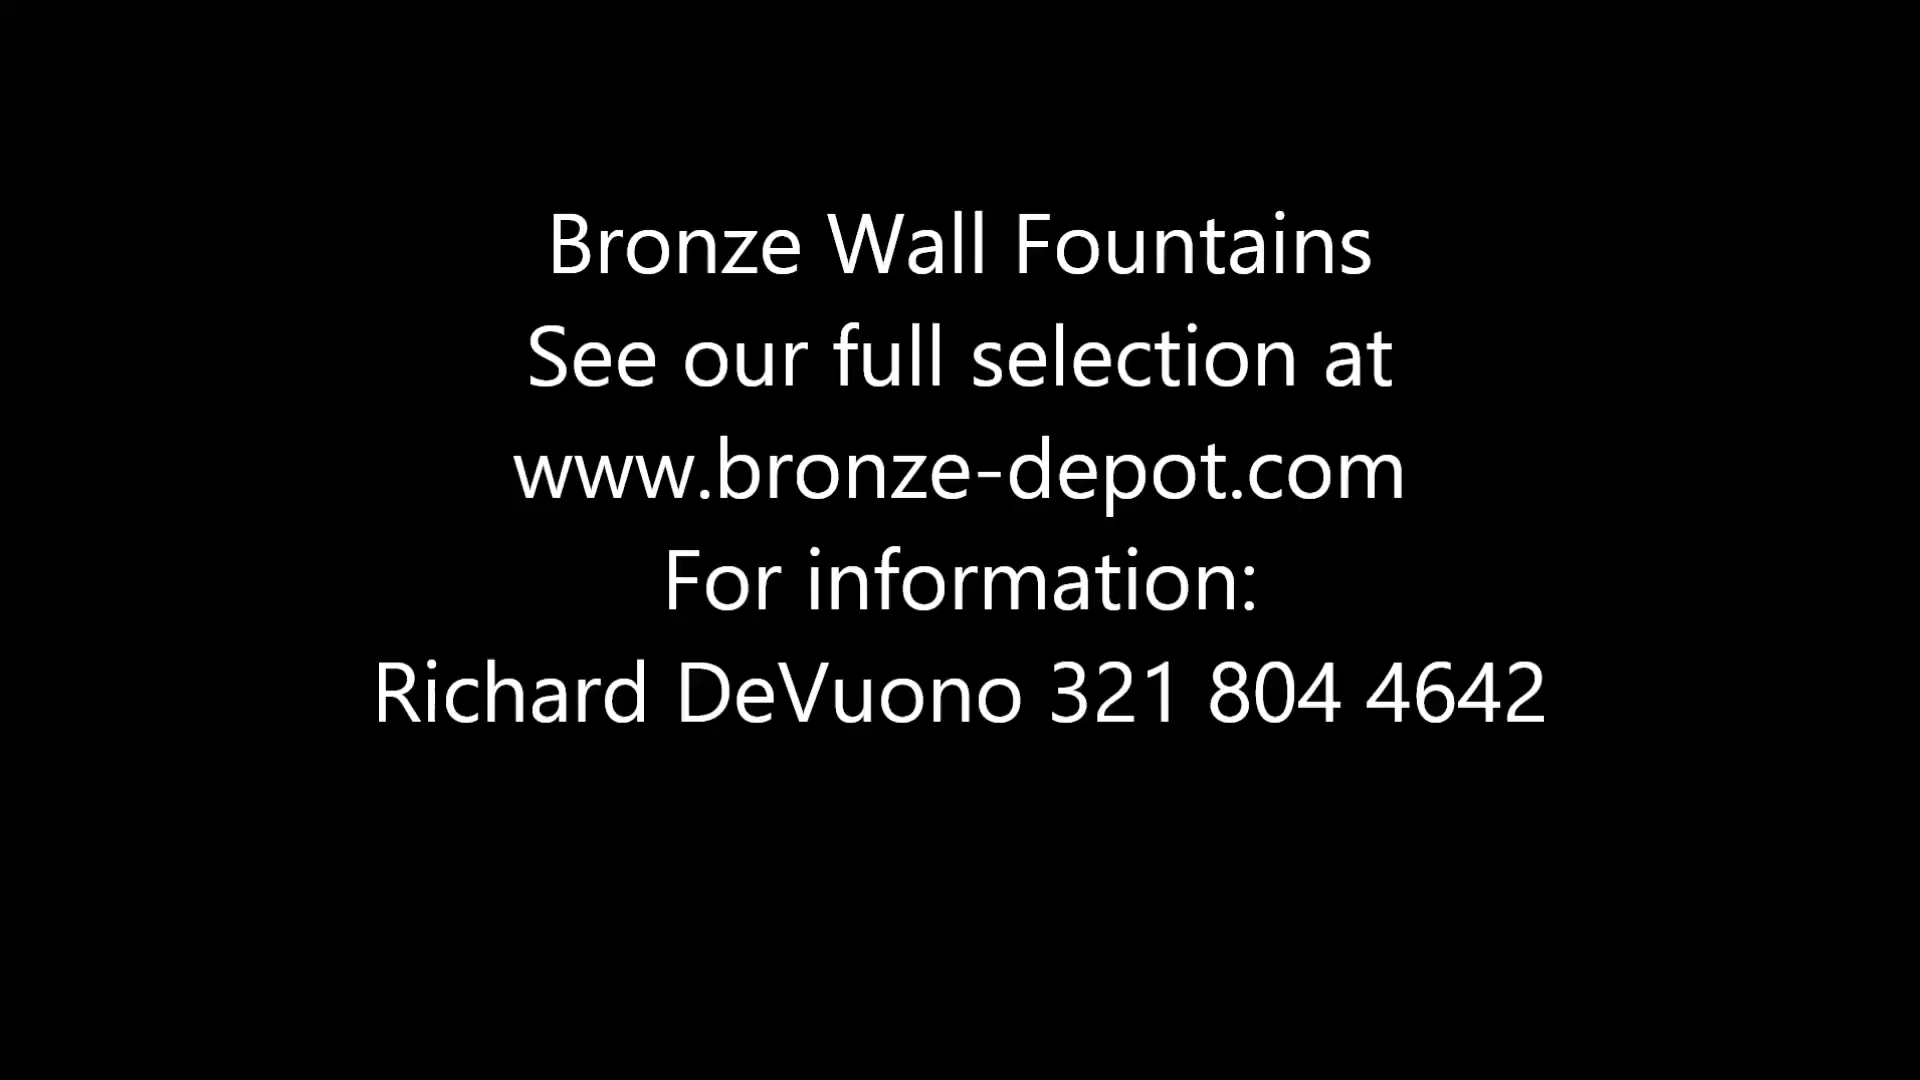 Bronze Wall Fountains
See our full selection at
www.bronze-depot.com
For information:
Richard DeVuono 321 804 4642